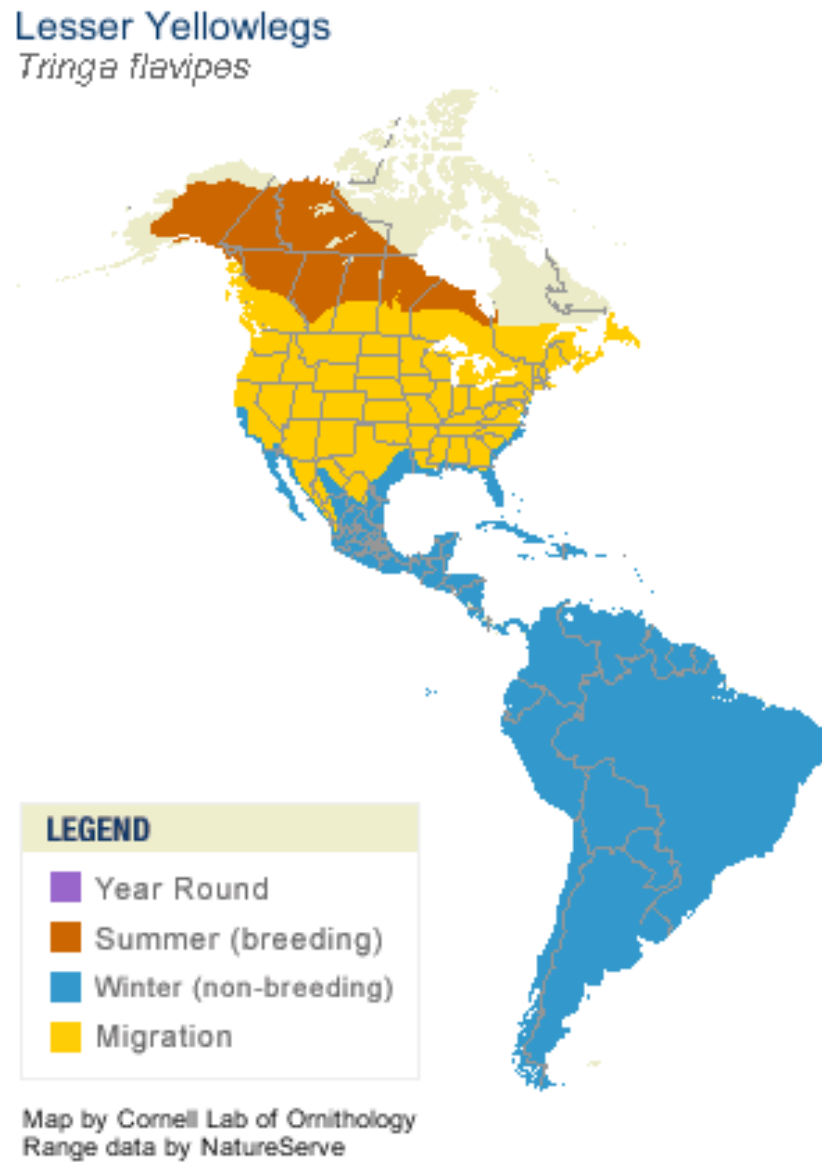 Lesser Yellowlegs
Tringa flavipes
LEGEND
Year Round
Summer (breeding)
Winter (non-breeding)
Migration
Map by Cornell Lab of Ornithology
Range data by NatureServe